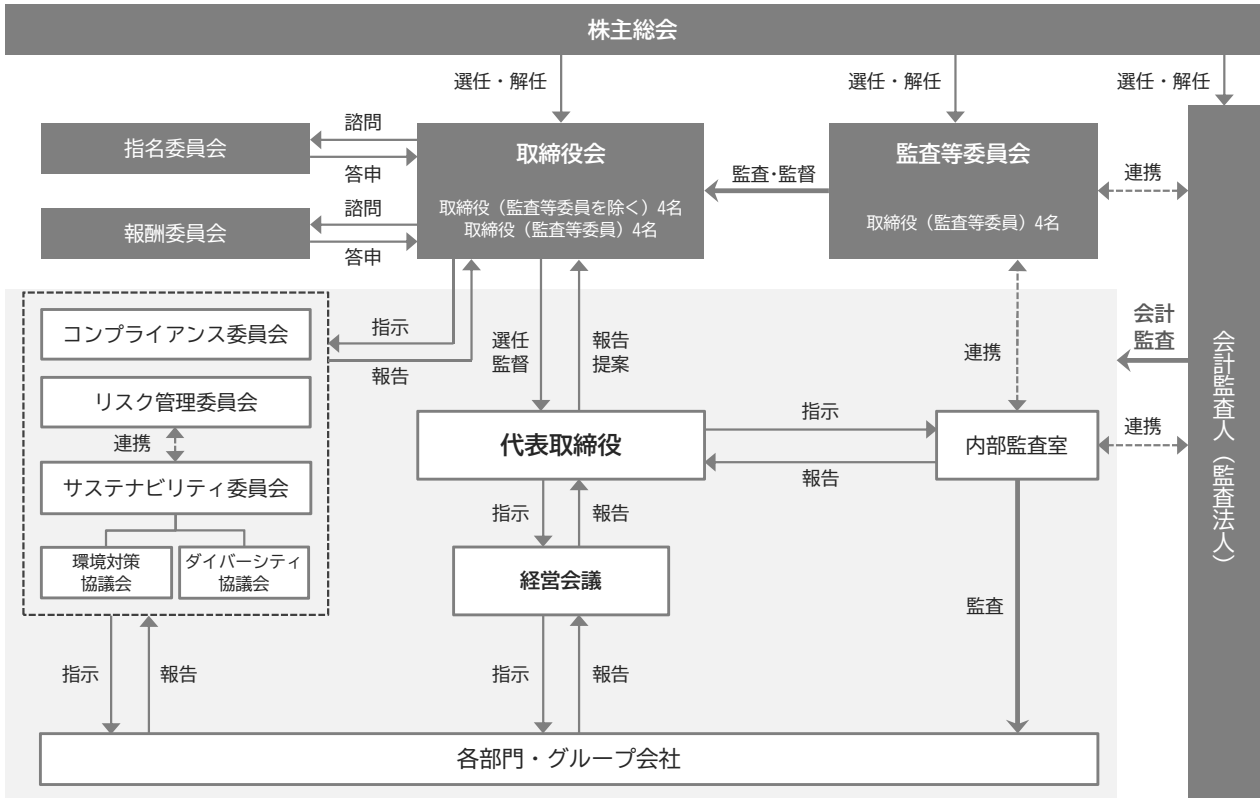 株主総会
選任・解任
選任・解任
選任・解任
指名委員会
諮問
答申
取締役会
取締役（監査等委員を除く）4名
取締役（監査等委員）4名
監査・監督
監査等委員会
取締役（監査等委員）4名
連携
報酬委員会
諮問
答申
コンプライアンス委員会
指示
報告
選任
監督
報告
提案
連携
会計
監査
会計監査人（監査法人）
リスク管理委員会
連携
サステナビリティ委員会
環境対策
協議会
ダイバーシティ
協議会
代表取締役
指示
報告
内部監査室
連携
指示
報告
経営会議
監査
指示
報告
指示
報告
各部門・グループ会社